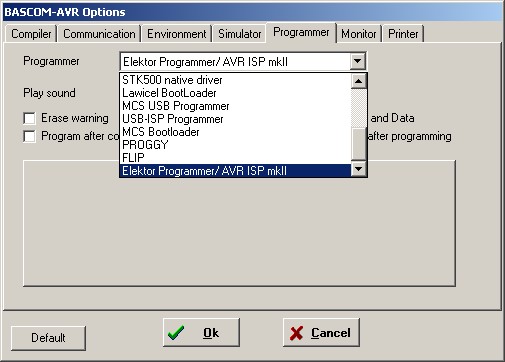 BASCOM-AVR Options
Compiler Communication Environment Simulator Programmer Monitor Printer
Programmer Elektor Programmer/ AVR ISP mkII
STK500 native driver
Play sound Lawicel BootLoader
MCS USB Programmer
Erase warning USB-ISP Programmer and Data
MCS Bootloader
Program after co PROGGY after programming
FLIP
Elektor Programmer/ AVR ISP mkII
Default Ok Cancel